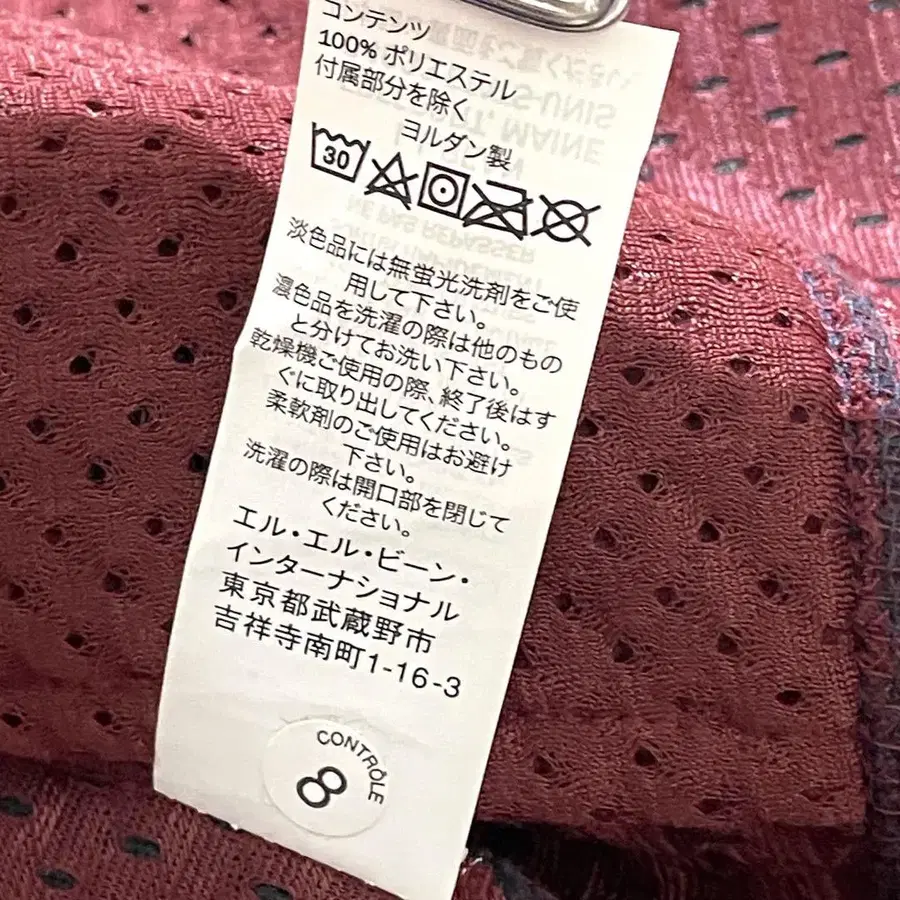 コンテンツ
100% ポリエステル
付属部分を除く
ヨルダン製
30
淡色品には無蛍光洗剤をご使
用して下さい。
濃色品を洗濯の際は他のもの
と分けてお洗い下さい。
乾燥機ご使用の際、終了後はす
ぐに取り出してください。
柔軟剤のご使用はお避け
下さい。
洗濯の際は開口部を閉じて
ください。
エル・エル・ビーン・
インターナショナル
東京都武蔵野市
吉祥寺南町1-16-3
CONTRÔLE
8